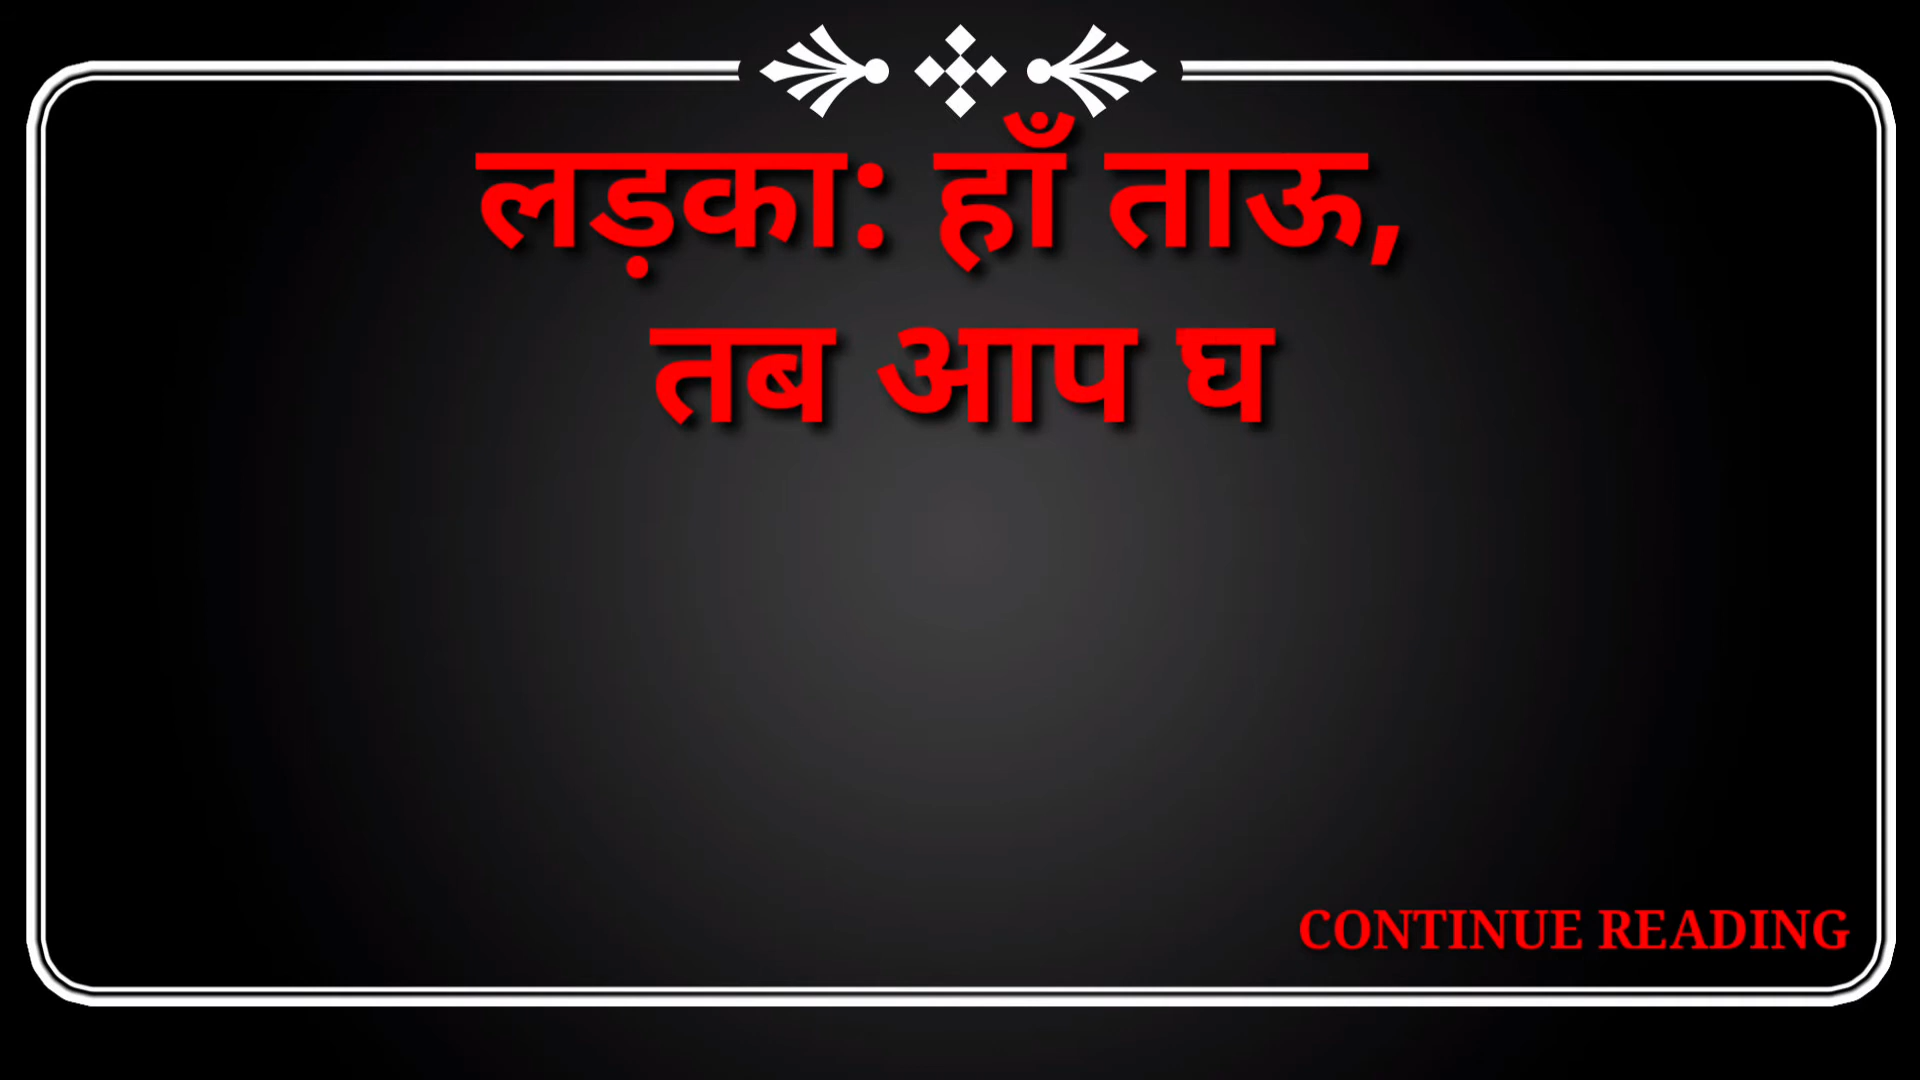 लड़का: हाँ ताऊ,
तब आप घ
CONTINUE READING